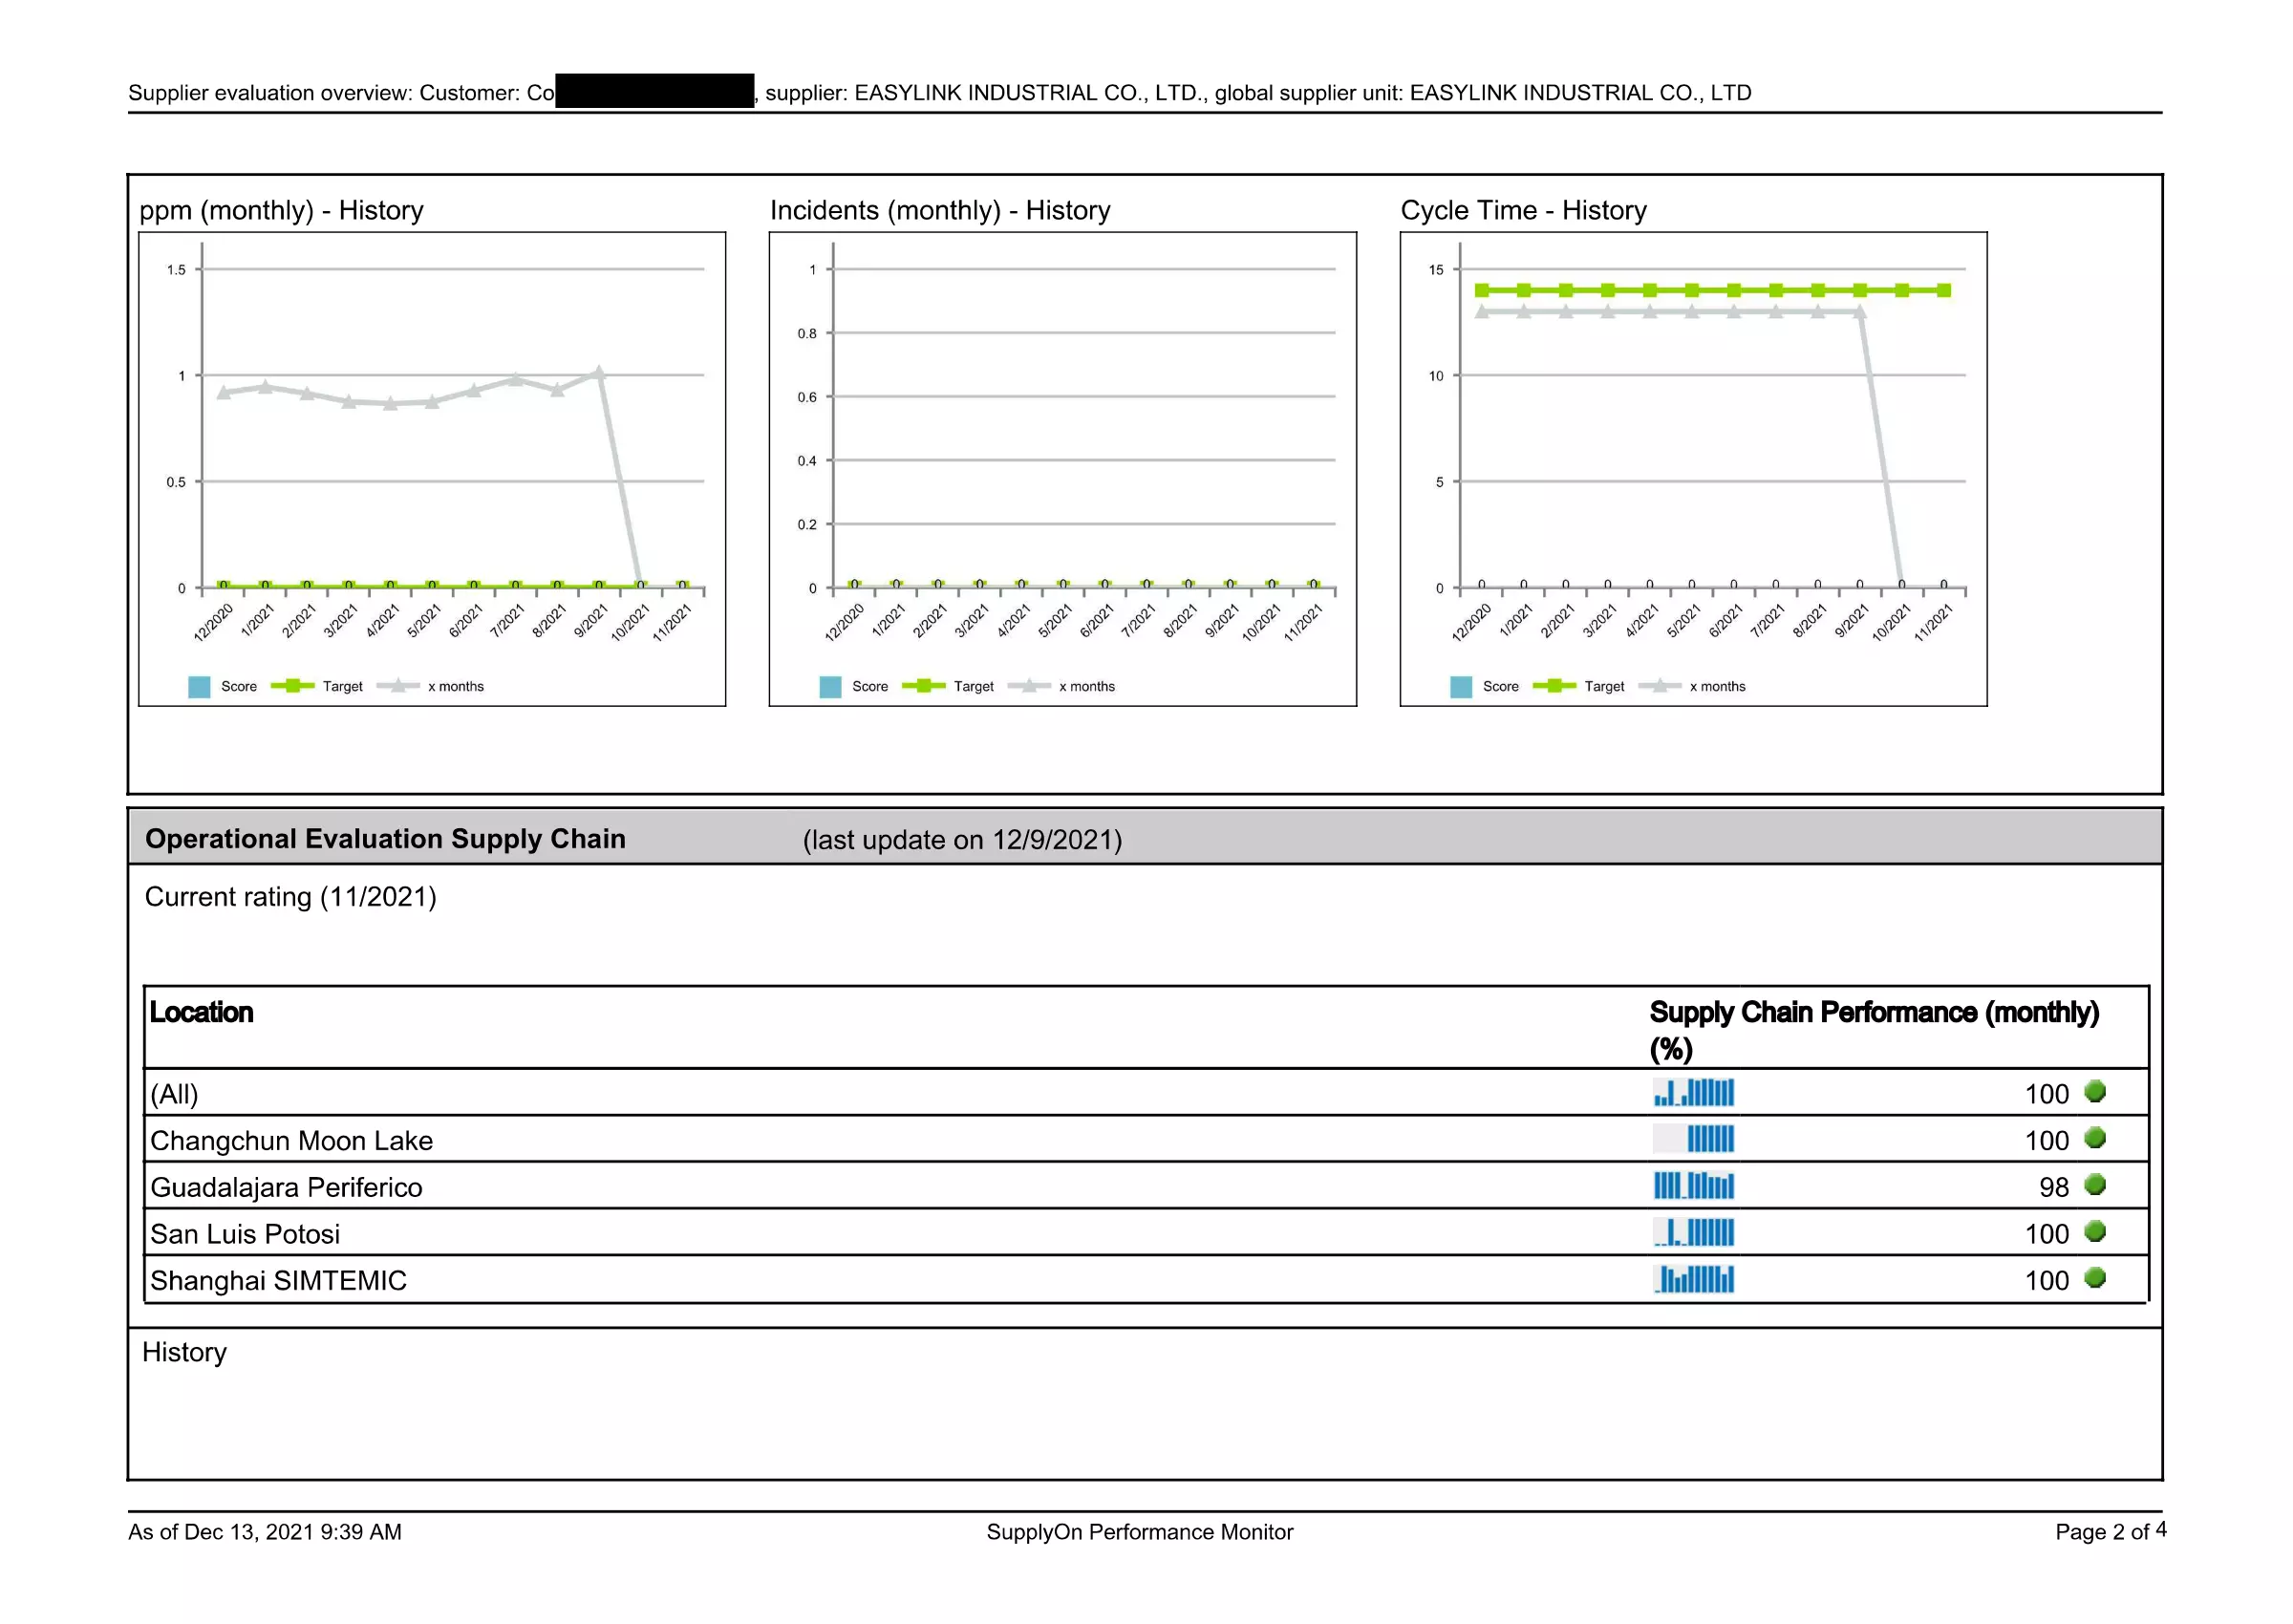 Supplier evaluation overview: Customer: Co , supplier: EASYLINK INDUSTRIAL CO., LTD., global supplier unit: EASYLINK INDUSTRIAL CO., LTD
ppm (monthly) - History
1.5
1
0.5
0
0 0 0 0 0 0 0 0 0 0 0 0
12/2020 1/2021 2/2021 3/2021 4/2021 5/2021 6/2021 7/2021 8/2021 9/2021 10/2021 11/2021
Score Target x months
Incidents (monthly) - History
1
0.8
0.6
0.4
0.2
0
0 0 0 0 0 0 0 0 0 0 0 0
12/2020 1/2021 2/2021 3/2021 4/2021 5/2021 6/2021 7/2021 8/2021 9/2021 10/2021 11/2021
Score Target x months
Cycle Time - History
15
10
5
0
0 0 0 0 0 0 0 0 0 0 0 0
12/2020 1/2021 2/2021 3/2021 4/2021 5/2021 6/2021 7/2021 8/2021 9/2021 10/2021 11/2021
Score Target x months
Operational Evaluation Supply Chain (last update on 12/9/2021)
Current rating (11/2021)
Location Supply Chain Performance (monthly)
(%)
(All) 100
Changchun Moon Lake 100
Guadalajara Periferico 98
San Luis Potosi 100
Shanghai SIMTEMIC 100
History
As of Dec 13, 2021 9:39 AM SupplyOn Performance Monitor Page 2 of 4